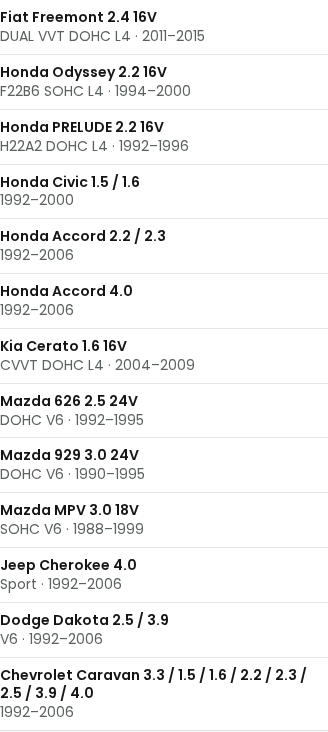 Fiat Freemont 2.4 16V
DUAL VVT DOHC L4 · 2011–2015
Honda Odyssey 2.2 16V
F22B6 SOHC L4 · 1994–2000
Honda PRELUDE 2.2 16V
H22A2 DOHC L4 · 1992–1996
Honda Civic 1.5 / 1.6
1992–2000
Honda Accord 2.2 / 2.3
1992–2006
Honda Accord 4.0
1992–2006
Kia Cerato 1.6 16V
CVVT DOHC L4 · 2004–2009
Mazda 626 2.5 24V
DOHC V6 · 1992–1995
Mazda 929 3.0 24V
DOHC V6 · 1990–1995
Mazda MPV 3.0 18V
SOHC V6 · 1988–1999
Jeep Cherokee 4.0
Sport · 1992–2006
Dodge Dakota 2.5 / 3.9
V6 · 1992–2006
Chevrolet Caravan 3.3 / 1.5 / 1.6 / 2.2 / 2.3 /
2.5 / 3.9 / 4.0
1992–2006